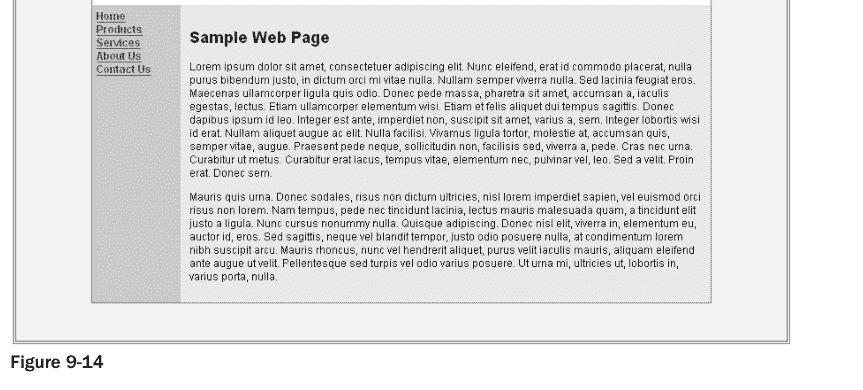 Home
Products
Services
About Us
Contact Us
Sample Web Page
Lorem ipsum dolor sit amet, consectetuer adipiscing elit. Nunc eleifend, erat id commodo placerat, nulla
purus bibendum justo, in dictum orci mi vitae nulla. Nullam semper viverra nulla. Sed lacinia feugiat eros.
Maecenas ullamcorper ligula quis odio. Donec pede massa, pharetra sit amet, accumsan a, iaculis
egestas, lectus. Etiam ullamcorper elementum wisi. Etiam et felis aliquet dui tempus sagittis. Donec
dapibus ipsum id leo. Integer est ante, imperdiet non, suscipit sit amet, varius a, sem. Integer lobortis wisi
id erat. Nullam aliquet augue ac elit. Nulla facilisi. Vivamus ligula tortor, molestie at, accumsan quis,
semper vitae, augue. Praesent pede neque, sollicitudin non, facilisis sed, viverra a, pede. Cras nec urna.
Curabitur ut metus. Curabitur erat lacus, tempus vitae, elementum nec, pulvinar vel, leo. Sed a velit. Proin
erat. Donec sem.
Mauris quis urna. Donec sodales, risus non dictum ultricies, nisl lorem imperdiet sapien, vel euismod orci
risus non lorem. Nam tempus, pede nec tincidunt lacinia, lectus mauris malesuada quam, a tincidunt elit
justo a ligula. Nunc cursus nonummy nulla. Quisque adipiscing. Donec nisl elit, viverra in, elementum eu,
auctor id, eros. Sed sagittis, neque vel blandit tempor, justo odio posuere nulla, at condimentum lorem
nibh suscipit arcu. Mauris rhoncus, nunc vel hendrerit aliquet, purus velit iaculis mauris, aliquam eleifend
ante augue ut velit. Pellentesque sed turpis vel odio varius posuere. Ut urna mi, ultricies ut, lobortis in,
varius porta, nulla.
Figure 9-14